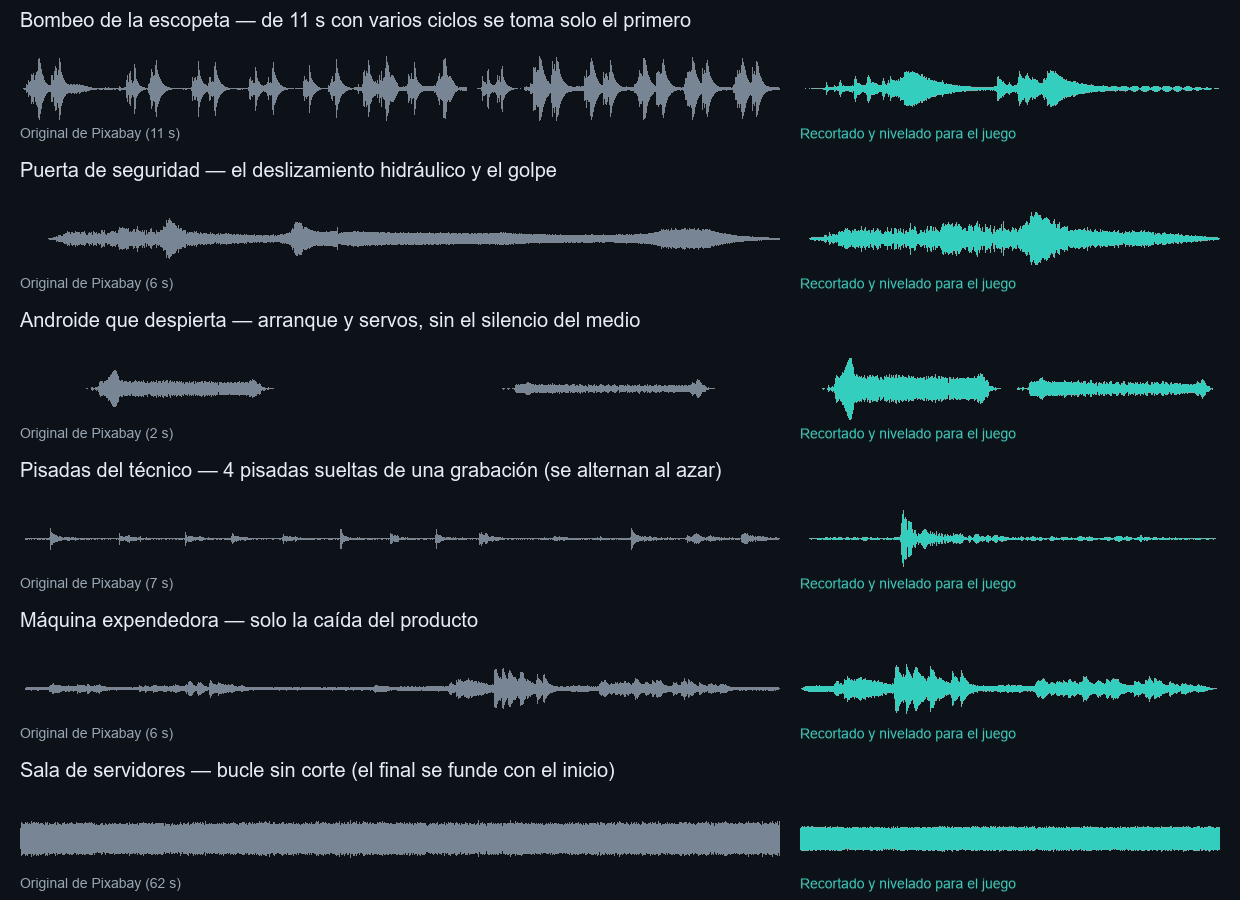 Bombeo de la escopeta — de 11 s con varios ciclos se toma solo el primero
Original de Pixabay (11 s)
Recortado y nivelado para el juego
Puerta de seguridad — el deslizamiento hidráulico y el golpe
Original de Pixabay (6 s)
Recortado y nivelado para el juego
Androide que despierta — arranque y servos, sin el silencio del medio
Original de Pixabay (2 s)
Recortado y nivelado para el juego
Pisadas del técnico — 4 pisadas sueltas de una grabación (se alternan al azar)
Original de Pixabay (7 s)
Recortado y nivelado para el juego
Máquina expendedora — solo la caída del producto
Original de Pixabay (6 s)
Recortado y nivelado para el juego
Sala de servidores — bucle sin corte (el final se funde con el inicio)
Original de Pixabay (62 s)
Recortado y nivelado para el juego